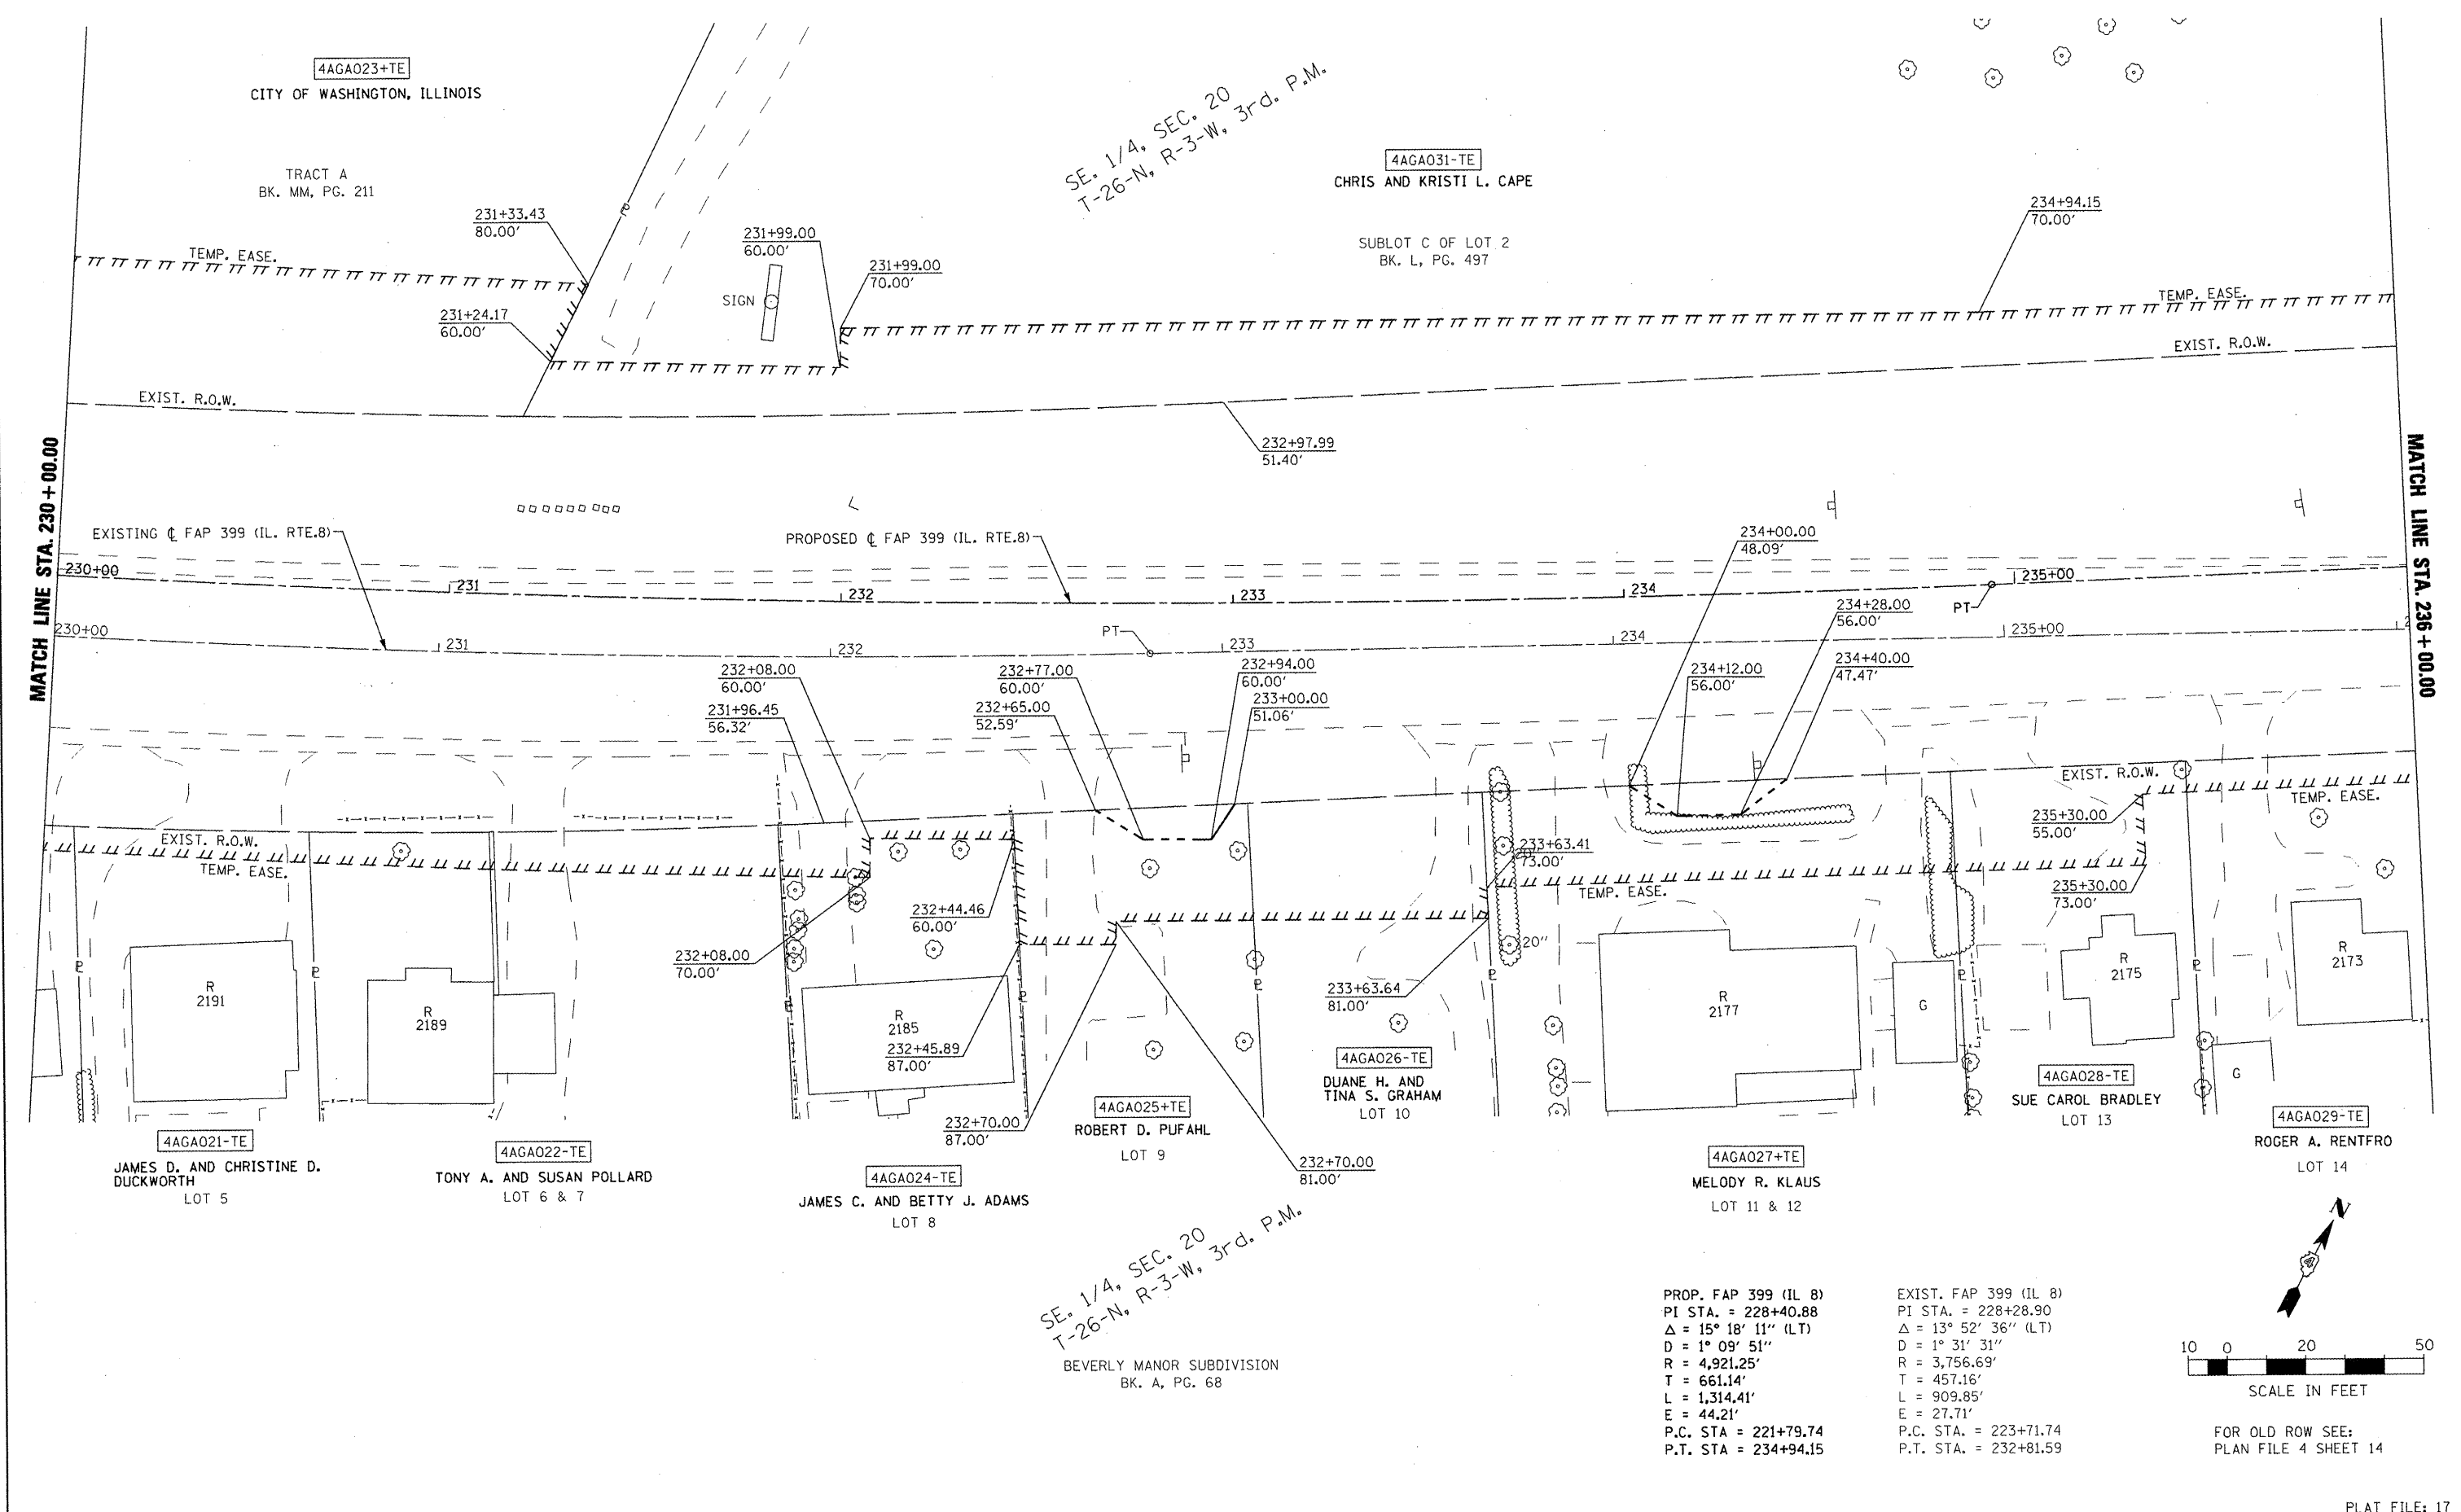 4AGA023+TE
CITY OF WASHINGTON, ILLINOIS
TRACT A
BK. MM, PG. 211
231+33.43
80.00'
TEMP. EASE.
231+24.17
60.00'
EXIST. R.O.W.
P
SIGN
231+99.00
60.00'
231+99.00
70.00'
SE. 1/4, SEC. 20
T-26-N, R-3-W, 3rd. P.M.
4AGA031-TE
CHRIS AND KRISTI L. CAPE
SUBLOT C OF LOT 2
BK. L, PG. 497
234+94.15
70.00'
TEMP. EASE.
EXIST. R.O.W.
232+97.99
51.40'
MATCH LINE STA. 230+00.00
MATCH LINE STA. 236+00.00
EXISTING ℄ FAP 399 (IL. RTE.8)
PROPOSED ℄ FAP 399 (IL. RTE.8)
230+00
231
232
233
234
235+00
PT
230+00
231
232
PT
233
234
235+00
234+00.00
48.09'
234+12.00
56.00'
234+28.00
56.00'
234+40.00
47.47'
232+08.00
60.00'
231+96.45
56.32'
232+77.00
60.00'
232+65.00
52.59'
232+94.00
60.00'
233+00.00
51.06'
EXIST. R.O.W.
TEMP. EASE.
EXIST. R.O.W.
TEMP. EASE.
TEMP. EASE.
235+30.00
55.00'
235+30.00
73.00'
233+63.41
73.00'
233+63.64
81.00'
232+44.46
60.00'
232+08.00
70.00'
232+45.89
87.00'
232+70.00
87.00'
232+70.00
81.00'
20"
R
2191
R
2189
R
2185
R
2177
G
R
2175
R
2173
G
P
P
P
P
P
P
P
P
4AGA021-TE
JAMES D. AND CHRISTINE D.
DUCKWORTH
LOT 5
4AGA022-TE
TONY A. AND SUSAN POLLARD
LOT 6 & 7
4AGA024-TE
JAMES C. AND BETTY J. ADAMS
LOT 8
4AGA025+TE
ROBERT D. PUFAHL
LOT 9
4AGA026-TE
DUANE H. AND
TINA S. GRAHAM
LOT 10
4AGA027+TE
MELODY R. KLAUS
LOT 11 & 12
4AGA028-TE
SUE CAROL BRADLEY
LOT 13
4AGA029-TE
ROGER A. RENTFRO
LOT 14
SE. 1/4, SEC. 20
T-26-N, R-3-W, 3rd. P.M.
BEVERLY MANOR SUBDIVISION
BK. A, PG. 68
PROP. FAP 399 (IL 8)
PI STA. = 228+40.88
Δ = 15° 18' 11" (LT)
D = 1° 09' 51"
R = 4,921.25'
T = 661.14'
L = 1,314.41'
E = 44.21'
P.C. STA = 221+79.74
P.T. STA = 234+94.15
EXIST. FAP 399 (IL 8)
PI STA. = 228+28.90
Δ = 13° 52' 36" (LT)
D = 1° 31' 31"
R = 3,756.69'
T = 457.16'
L = 909.85'
E = 27.71'
P.C. STA. = 223+71.74
P.T. STA. = 232+81.59
N
4
10 0 20 50
SCALE IN FEET
FOR OLD ROW SEE:
PLAN FILE 4 SHEET 14
PLAT FILE: 17